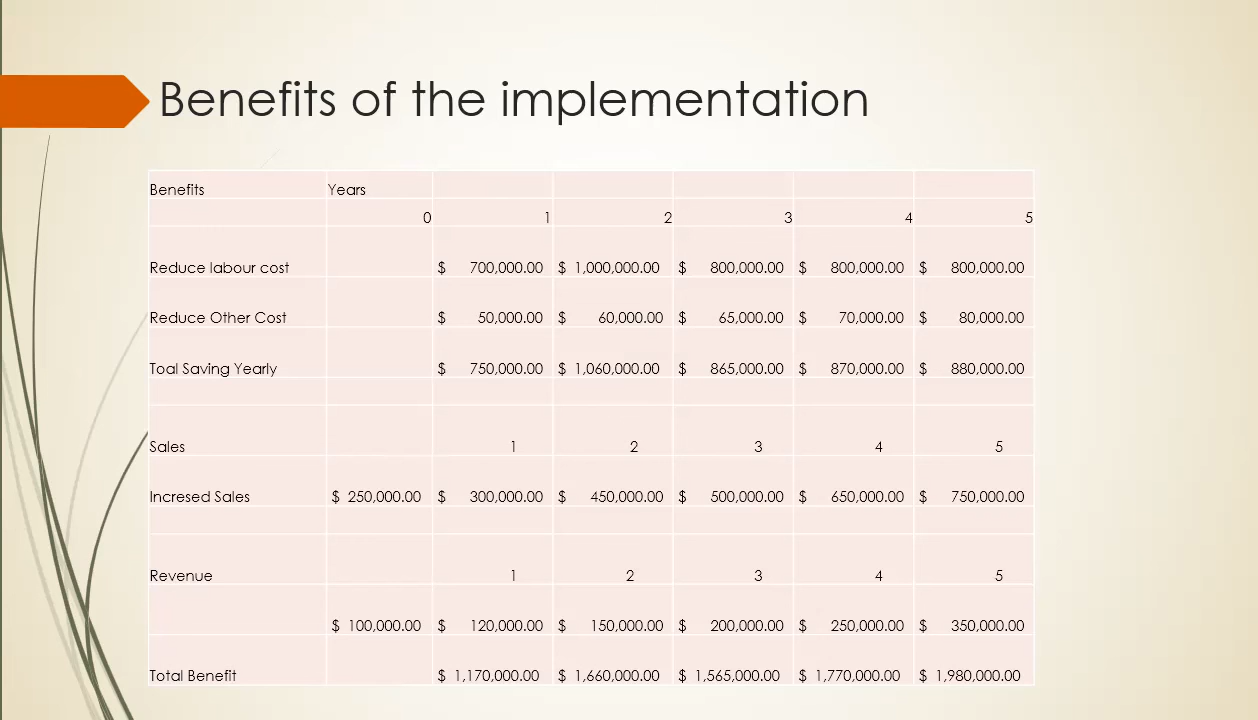 Benefits of the implementation
Benefits Years
0 1 2 3 4 5
Reduce labour cost $ 700,000.00 $ 1,000,000.00 $ 800,000.00 $ 800,000.00 $ 800,000.00
Reduce Other Cost $ 50,000.00 $ 60,000.00 $ 65,000.00 $ 70,000.00 $ 80,000.00
Toal Saving Yearly $ 750,000.00 $ 1,060,000.00 $ 865,000.00 $ 870,000.00 $ 880,000.00
Sales 1 2 3 4 5
Incresed Sales $ 250,000.00 $ 300,000.00 $ 450,000.00 $ 500,000.00 $ 650,000.00 $ 750,000.00
Revenue 1 2 3 4 5
$ 100,000.00 $ 120,000.00 $ 150,000.00 $ 200,000.00 $ 250,000.00 $ 350,000.00
Total Benefit $ 1,170,000.00 $ 1,660,000.00 $ 1,565,000.00 $ 1,770,000.00 $ 1,980,000.00